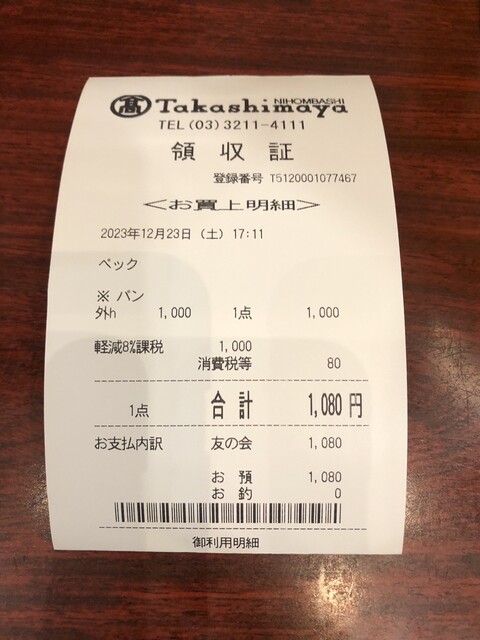 髙 Takashimaya NIHOMBASHI
TEL(03)3211-4111
領収証
登録番号 T5120001077467
<お買上明細>
2023年12月23日(土)17:11
ベック
※ パン
外h 1,000 1点 1,000
軽減8%課税 1,000
消費税等 80
1点 合計 1,080円
お支払内訳 友の会 1,080
お預 1,080
お釣 0
御利用明細